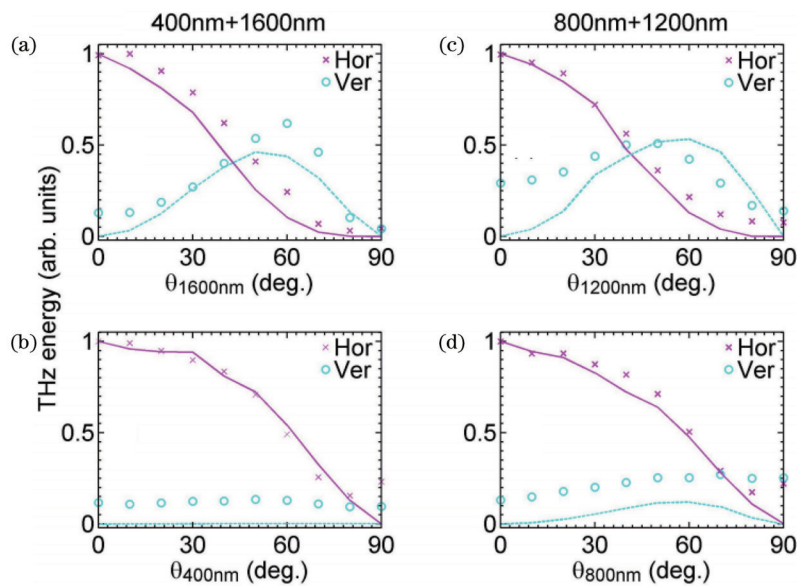 400nm+1600nm
800nm+1200nm
THz energy (arb. units)
(a)
1
0.5
0
× Hor
○ Ver
0 30 60 90
θ1600nm (deg.)
(c)
1
0.5
0
× Hor
○ Ver
0 30 60 90
θ1200nm (deg.)
(b)
1
0.5
0
× Hor
○ Ver
0 30 60 90
θ400nm (deg.)
(d)
1
0.5
0
× Hor
○ Ver
0 30 60 90
θ800nm (deg.)